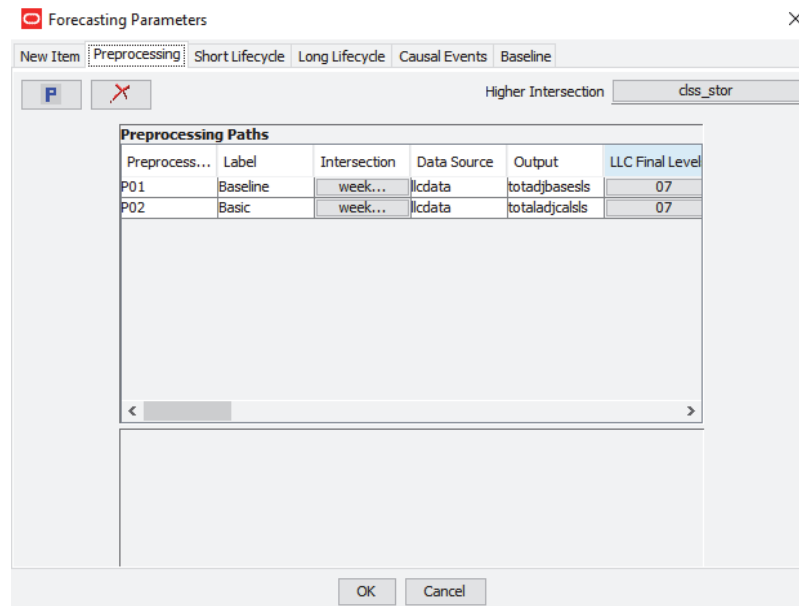 Forecasting Parameters
New Item Preprocessing Short Lifecycle Long Lifecycle Causal Events Baseline
P Higher Intersection clss_stor
Preprocessing Paths
Preprocess... Label Intersection Data Source Output LLC Final Level
P01 Baseline week... llcdata totadjbasesls 07
P02 Basic week... llcdata totaladjcalsls 07
OK Cancel